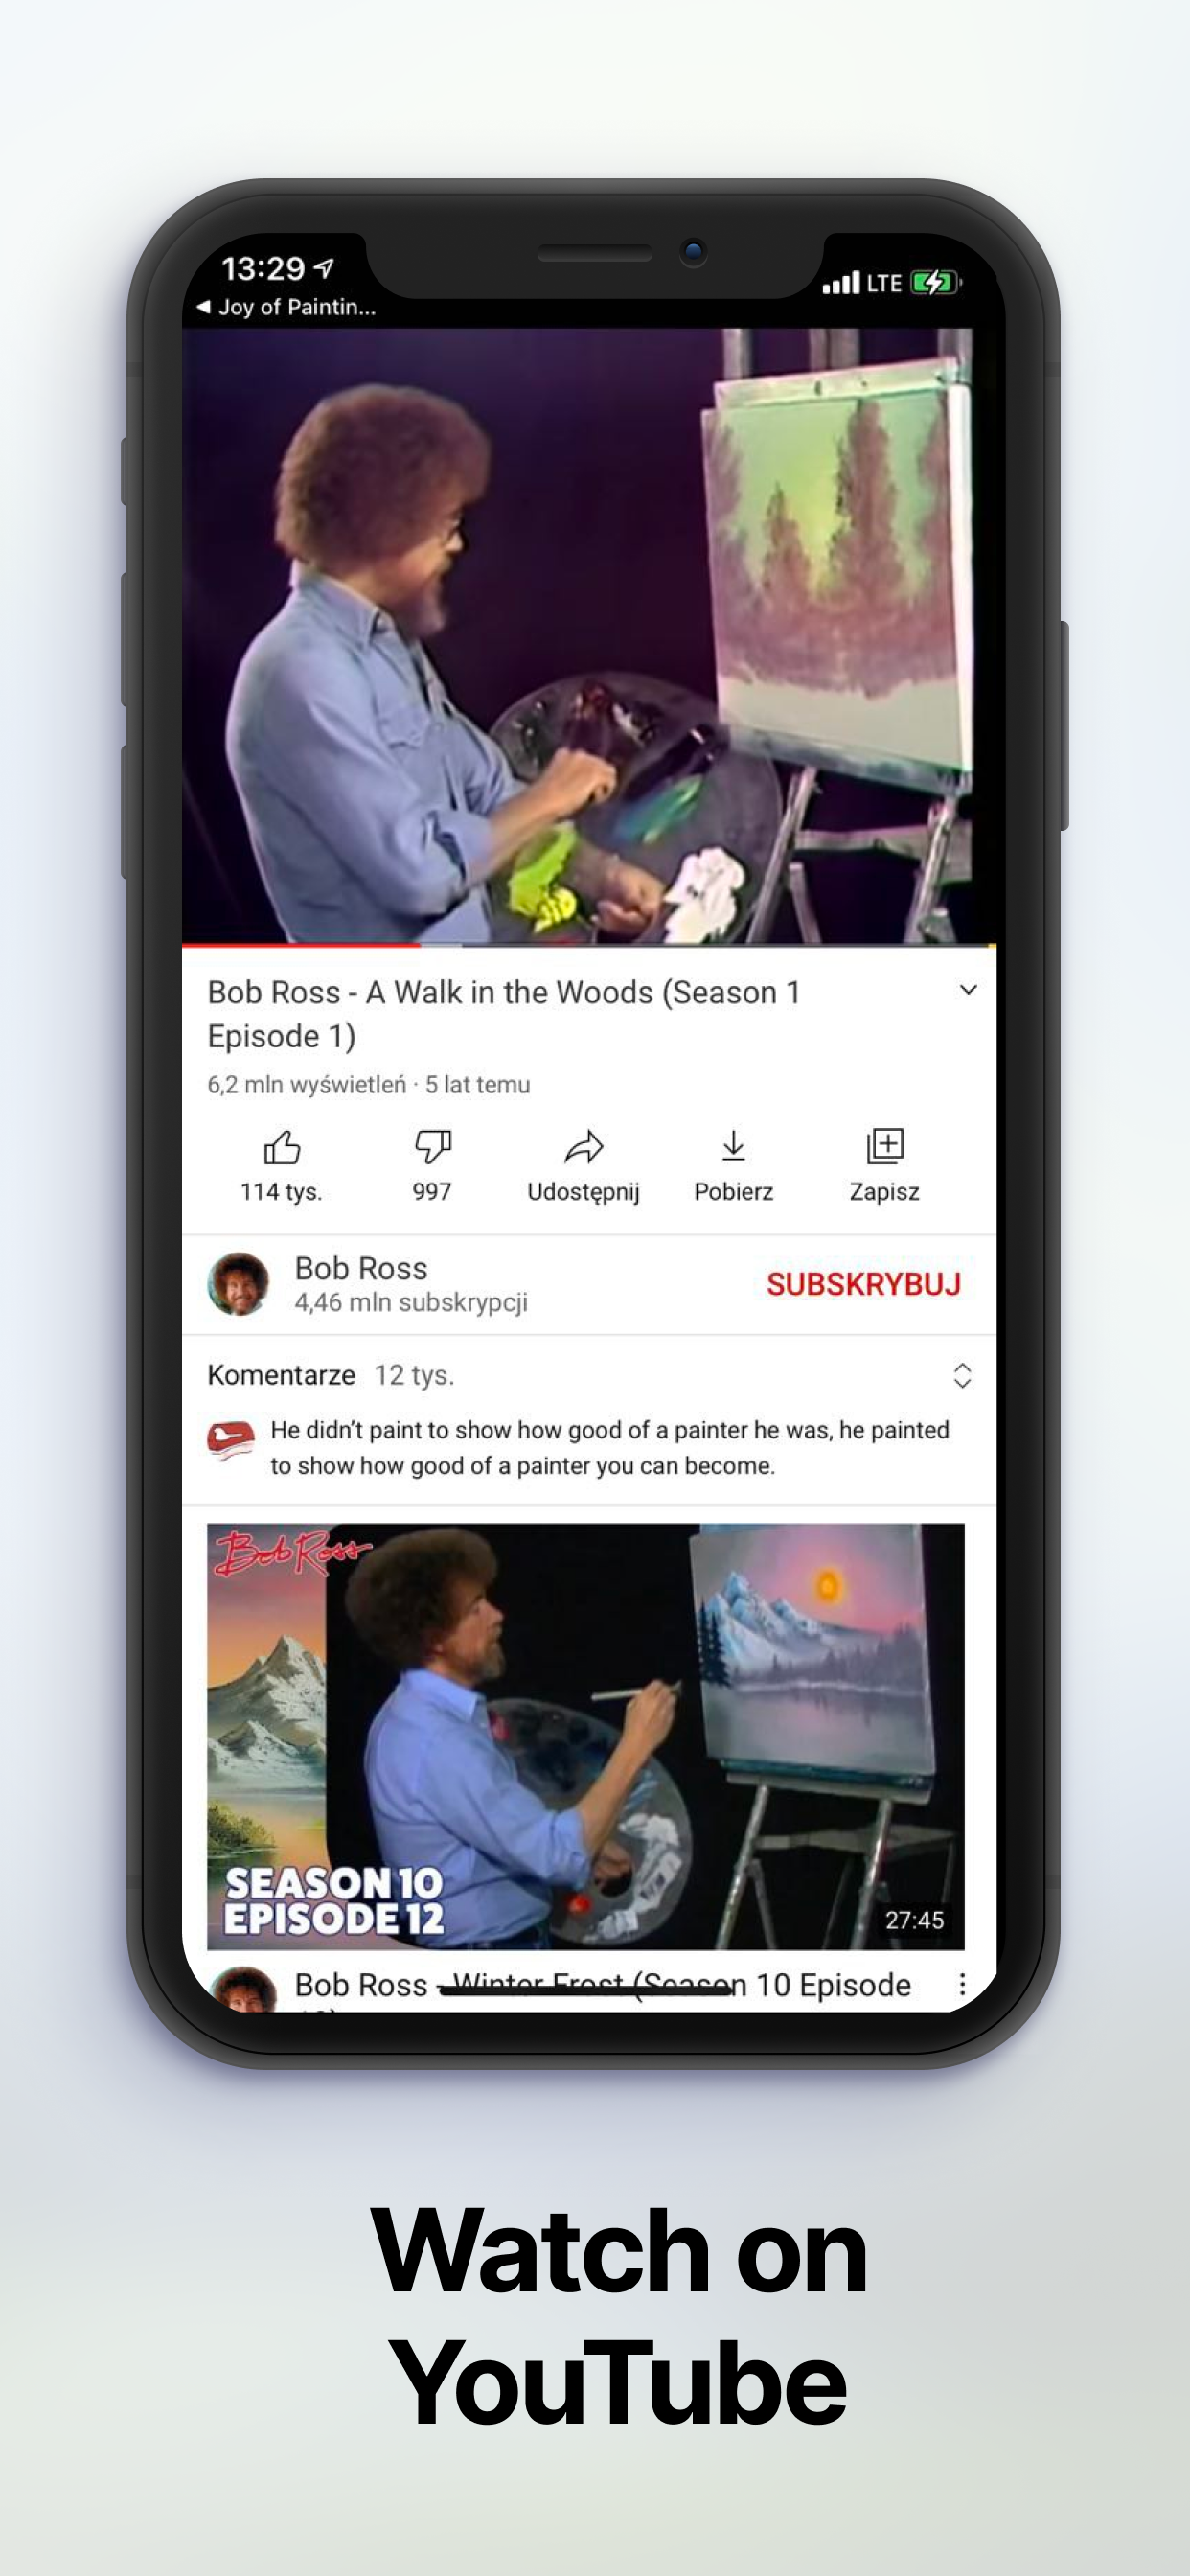 13:29
LTE
◀ Joy of Paintin...
Bob Ross - A Walk in the Woods (Season 1
Episode 1)
6,2 mln wyświetleń · 5 lat temu
114 tys.
997
Udostępnij
Pobierz
Zapisz
Bob Ross
4,46 mln subskrypcji
SUBSKRYBUJ
Komentarze 12 tys.
He didn’t paint to show how good of a painter he was, he painted
to show how good of a painter you can become.
Bob Ross
SEASON 10
EPISODE 12
27:45
Bob Ross - Winter Frost (Season 10 Episode
Watch on
YouTube